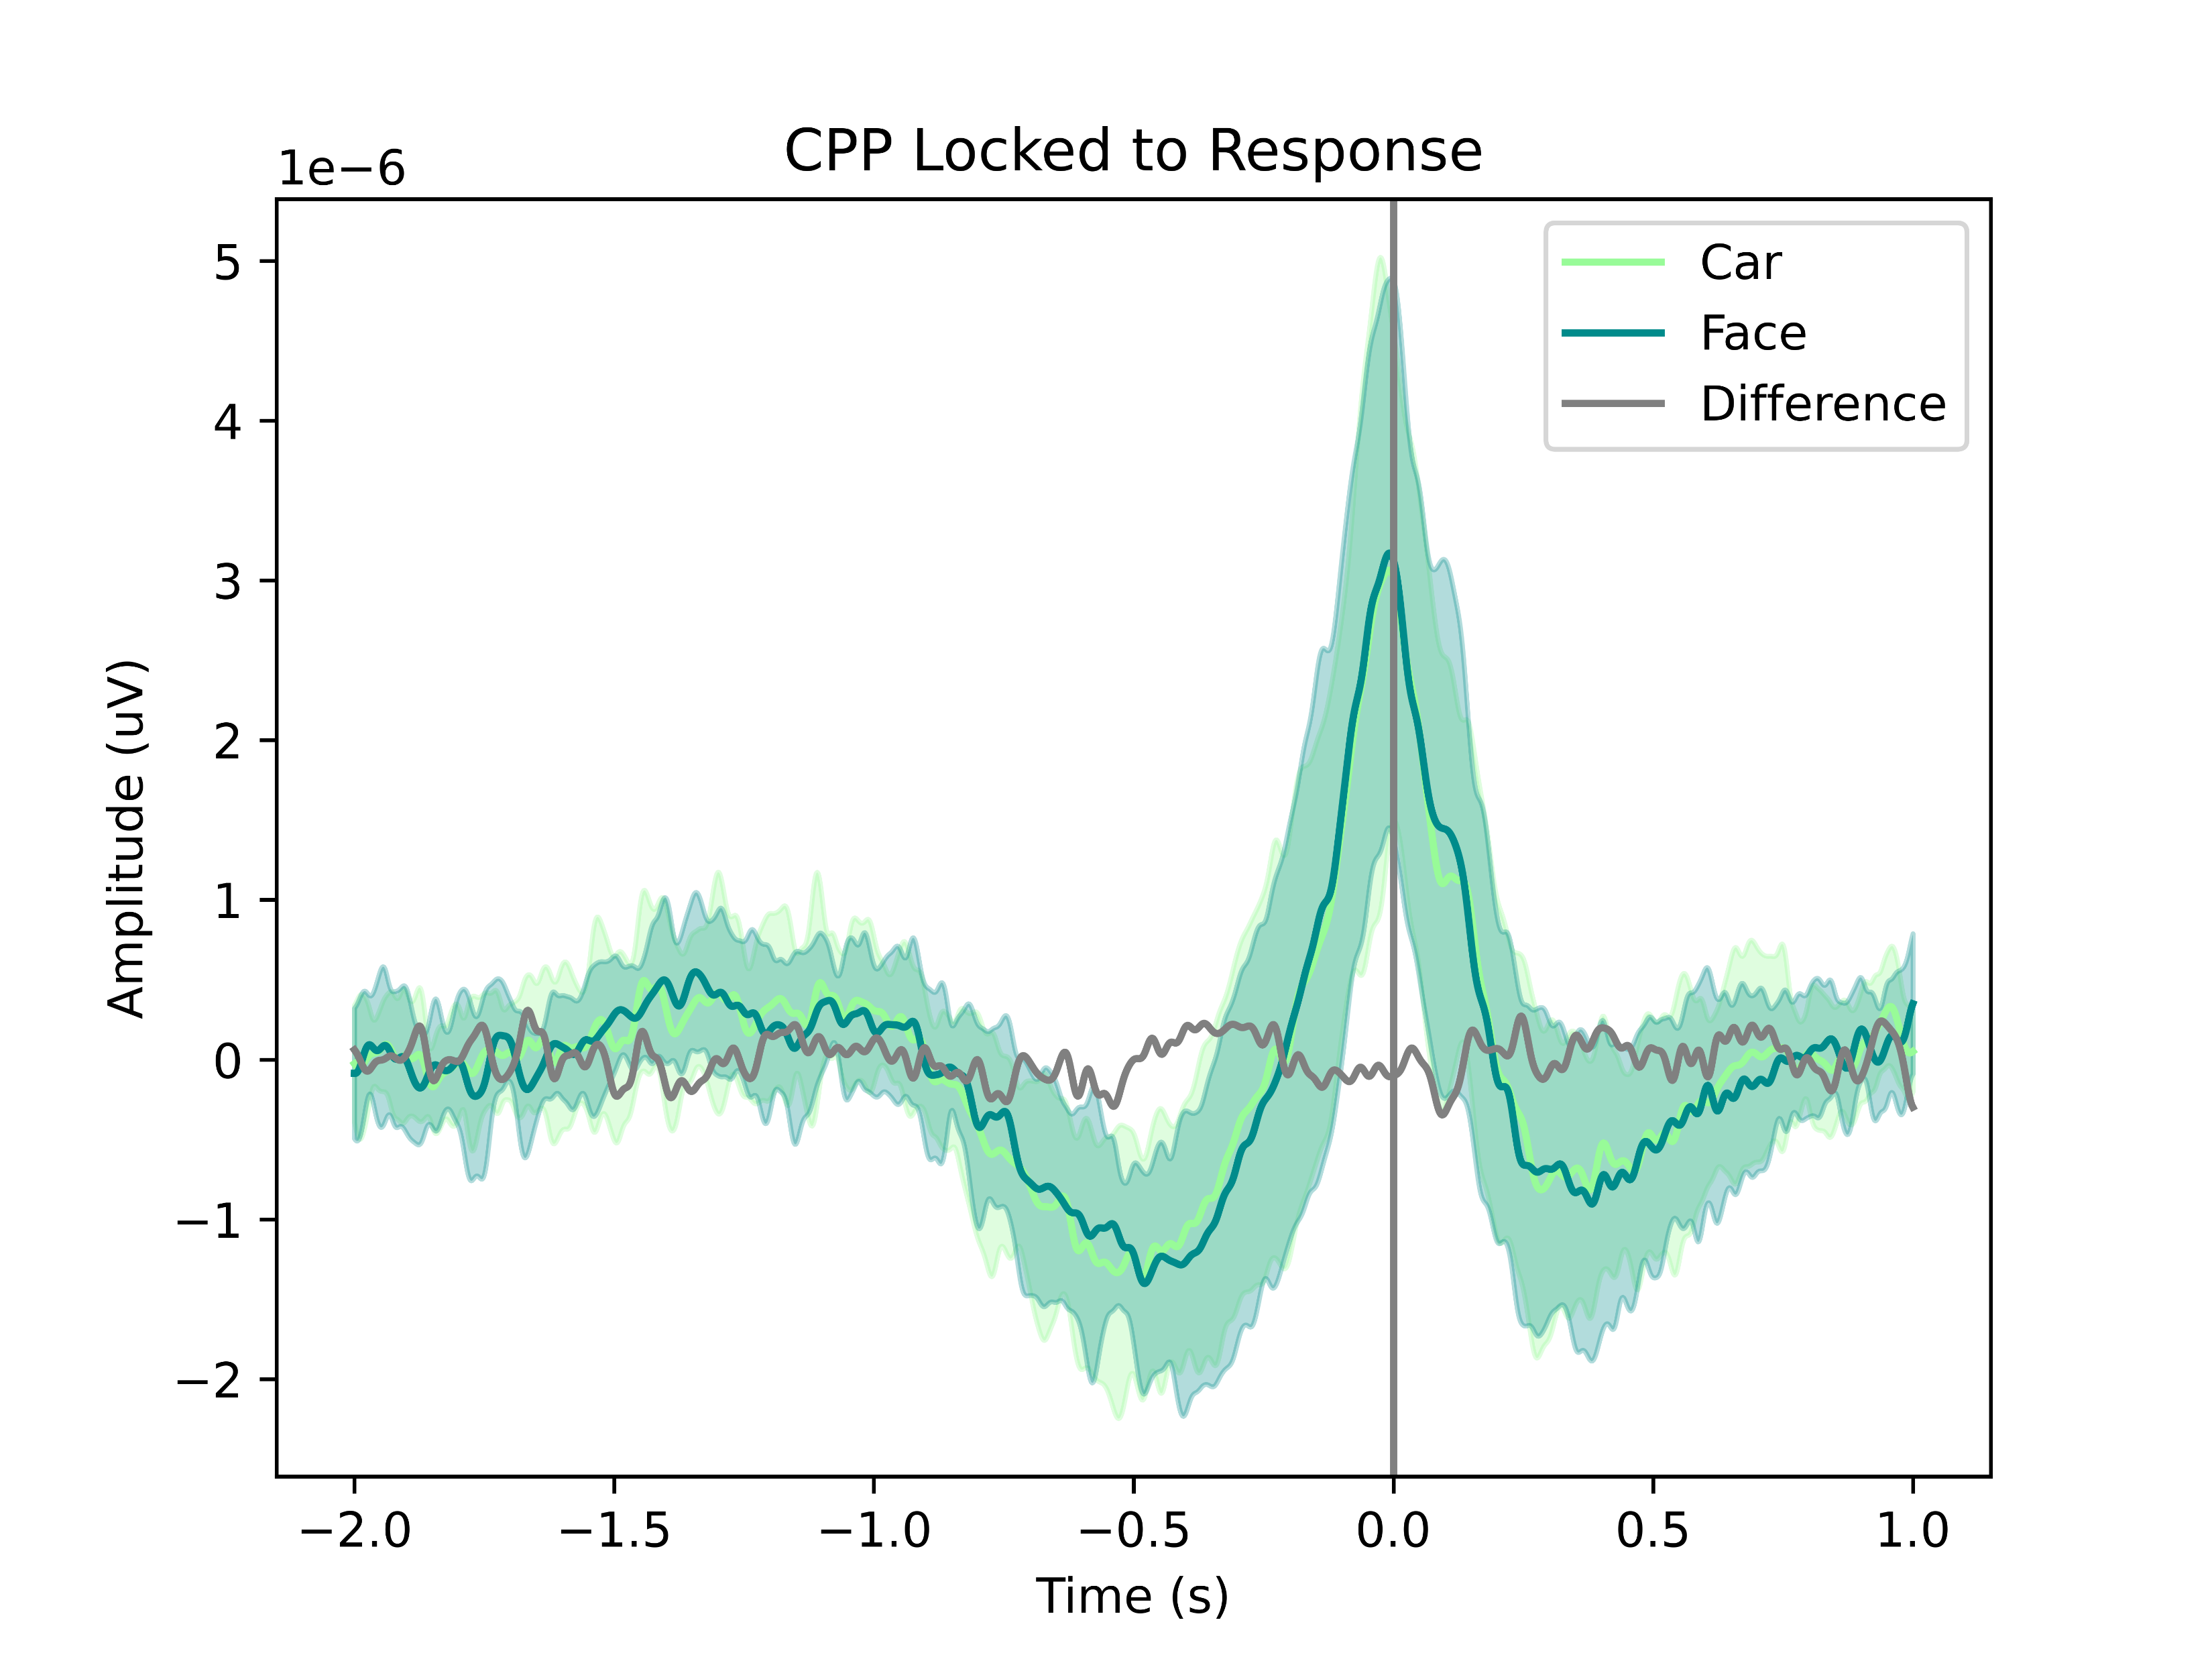 CPP Locked to Response
1e−6
5
4
3
2
1
0
−1
−2
Amplitude (uV)
Car
Face
Difference
−2.0 −1.5 −1.0 −0.5 0.0 0.5 1.0
Time (s)